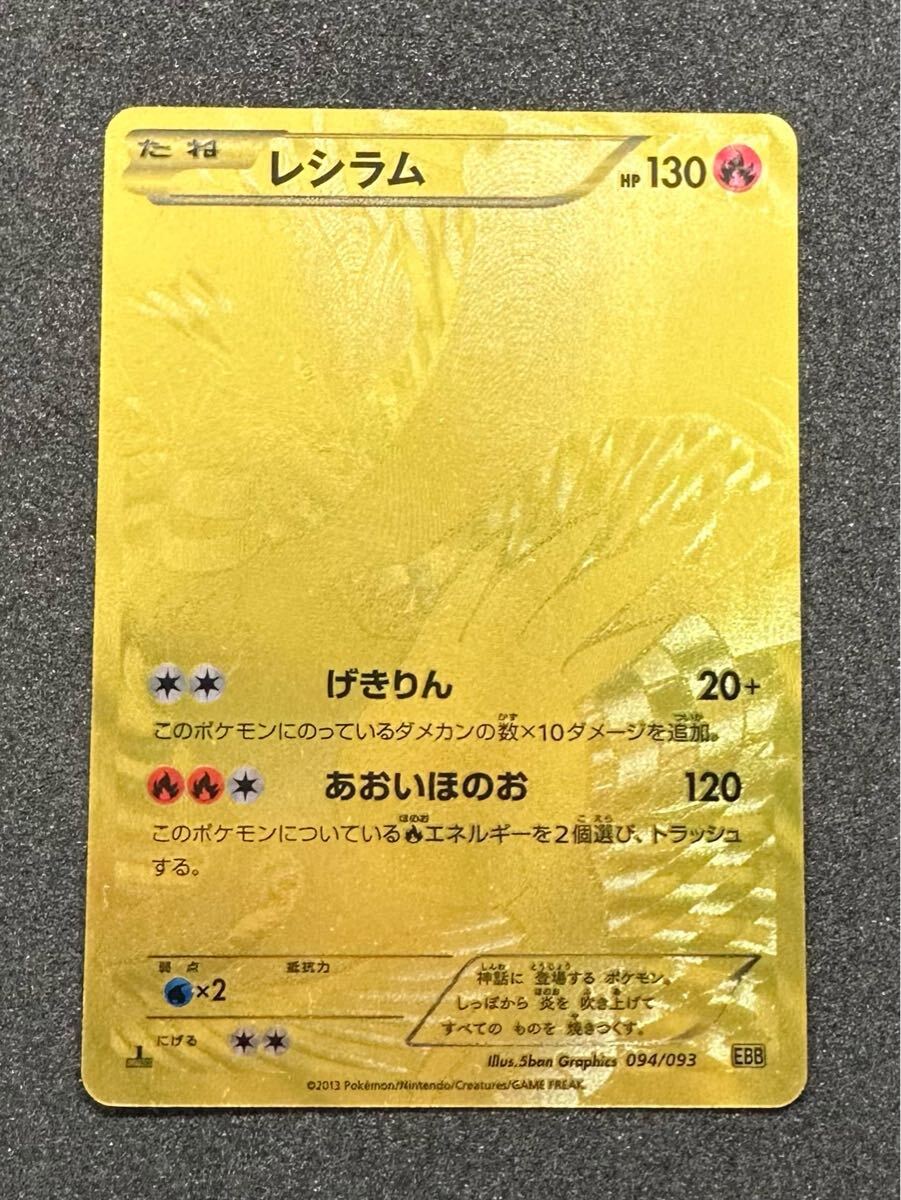 たね
レシラム
HP 130
げきりん 20+
このポケモンにのっているダメカンの数×10ダメージを追加。
あおいほのお 120
このポケモンについているエネルギーを2個選び、トラッシュ
する。
弱点 抵抗力
×2
にげる
神話に 登場する ポケモン。
しっぽから 炎を 吹き上げて
すべての ものを 焼きつくす。
Illus.5ban Graphics 094/093 EBB
©2013 Pokémon/Nintendo/Creatures/GAME FREAK